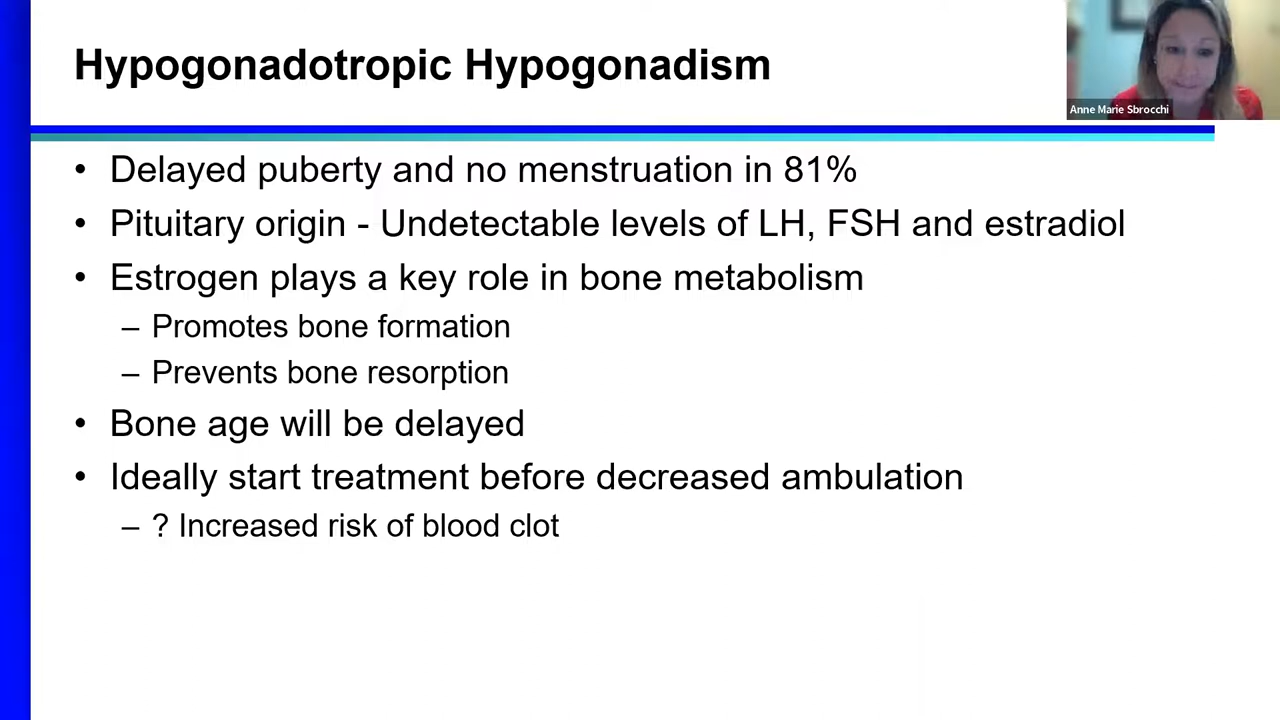 Hypogonadotropic Hypogonadism
Anne Marie Sbrocchi
• Delayed puberty and no menstruation in 81%
• Pituitary origin - Undetectable levels of LH, FSH and estradiol
• Estrogen plays a key role in bone metabolism
– Promotes bone formation
– Prevents bone resorption
• Bone age will be delayed
• Ideally start treatment before decreased ambulation
– ? Increased risk of blood clot